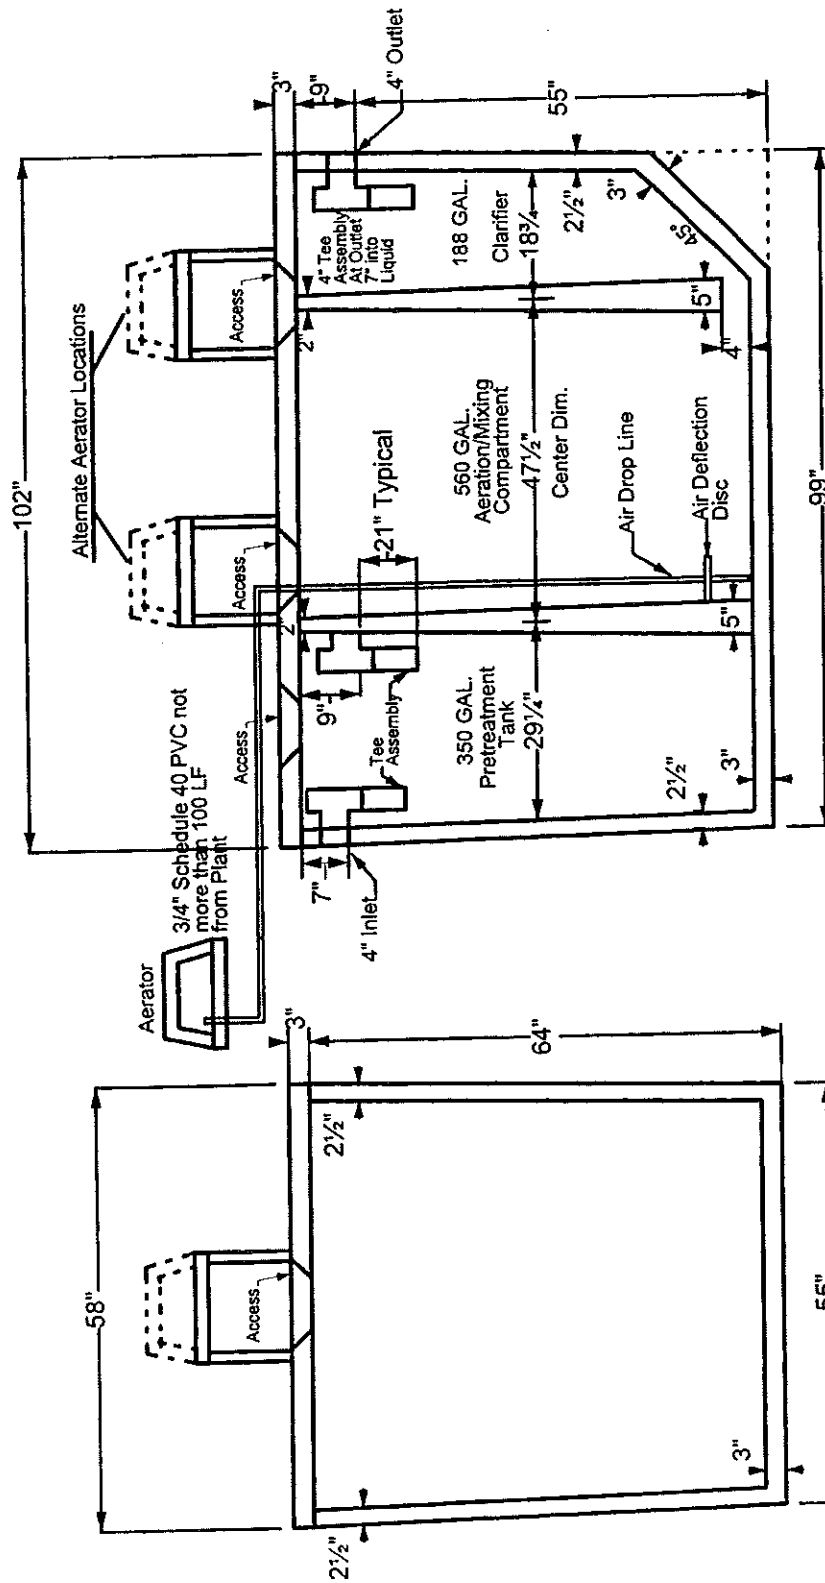 102"
Alternate Aerator Locations
3"
9"
4" Outlet
Access
Access
Access
3/4" Schedule 40 PVC not
more than 100 LF
from Plant
Aerator
4" Tee
Assembly
At Outlet
7" into
Liquid
188 GAL.
Clarifier
18¾"
2½"
3"
45°
55"
2"
2"
5"
4"
560 GAL.
Aeration/Mixing
Compartment
47½"
Center Dim.
21" Typical
Air Drop Line
Air Deflection
Disc
5"
9"
Tee
Assembly
350 GAL.
Pretreatment
Tank
29¼"
2½"
3"
7"
4" Inlet
99"
58"
Access
3"
64"
2½"
2½"
3"
55"